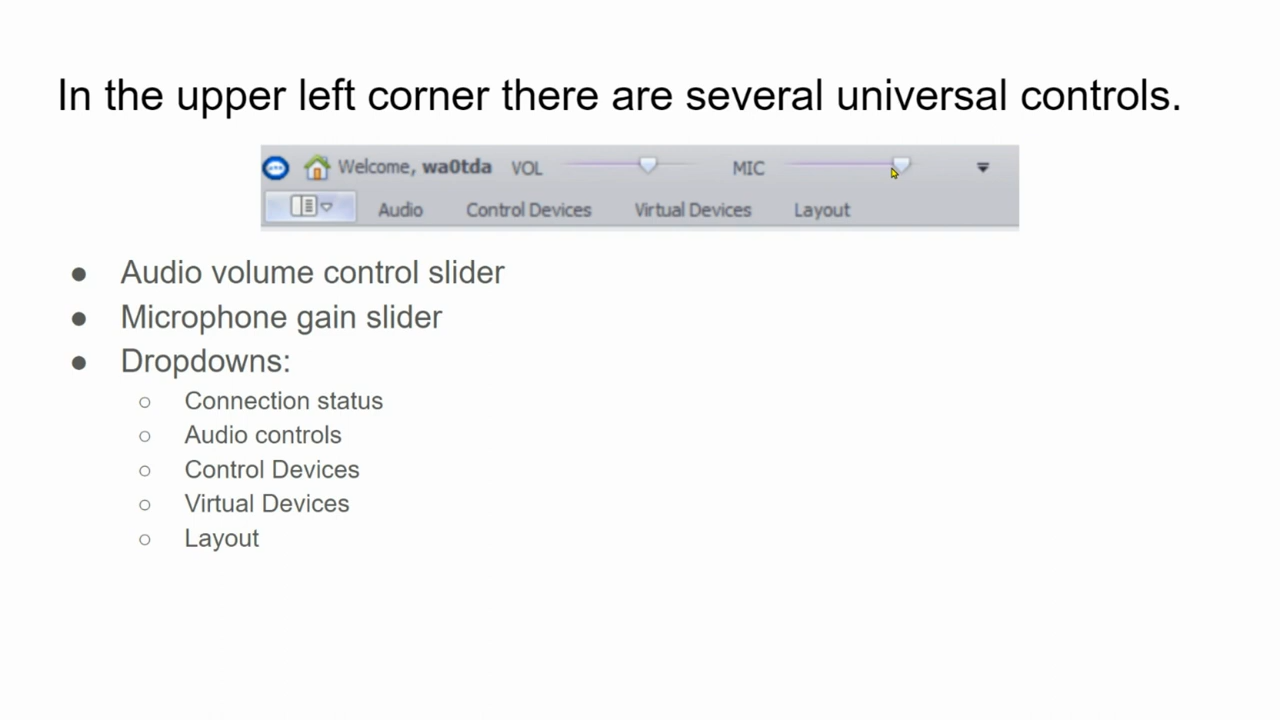 In the upper left corner there are several universal controls.
Welcome, wa0tda VOL MIC
Audio Control Devices Virtual Devices Layout
● Audio volume control slider
● Microphone gain slider
● Dropdowns:
○ Connection status
○ Audio controls
○ Control Devices
○ Virtual Devices
○ Layout